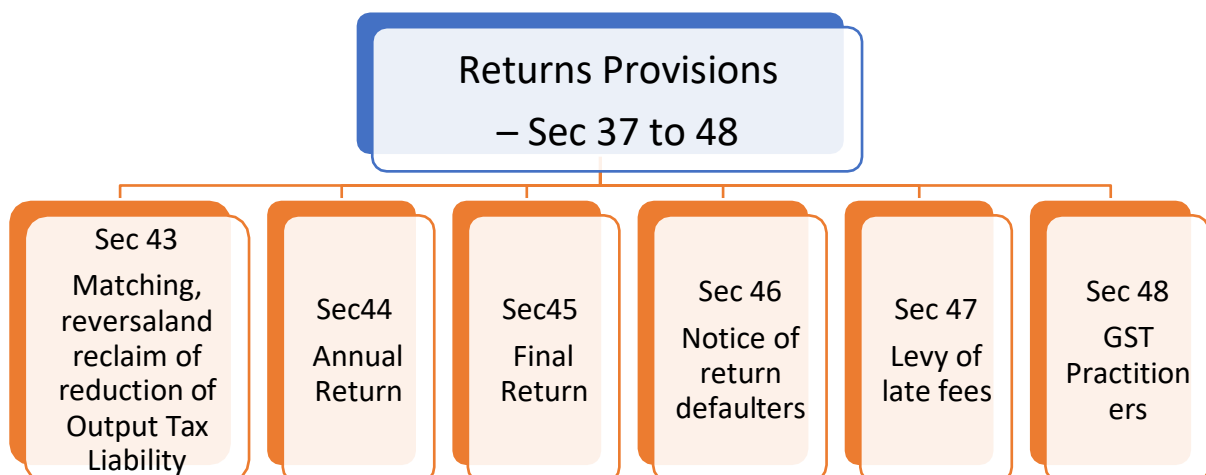 Returns Provisions
– Sec 37 to 48
Sec 43
Matching,
reversaland
reclaim of
reduction of
Output Tax
Liability
Sec44
Annual
Return
Sec45
Final
Return
Sec 46
Notice of
return
defaulters
Sec 47
Levy of
late fees
Sec 48
GST
Practition
ers